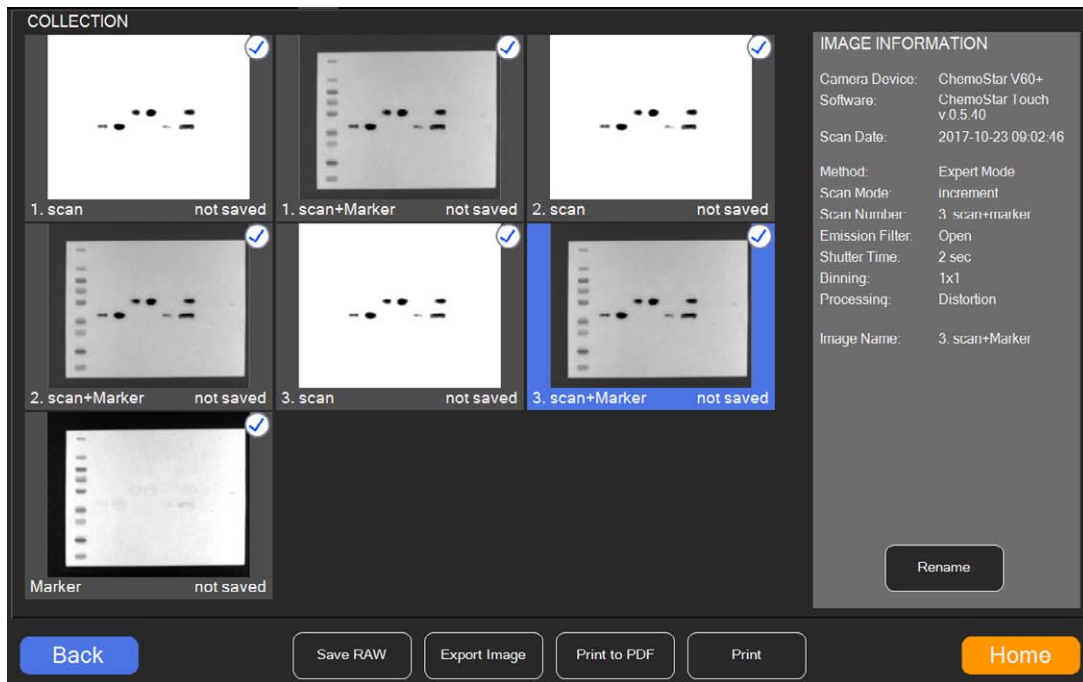 COLLECTION
1. scan not saved
1. scan+Marker not saved
2. scan not saved
2. scan+Marker not saved
3. scan not saved
3. scan+Marker not saved
Marker not saved
IMAGE INFORMATION
Camera Device: ChemoStar V60+
Software: ChemoStar Touch
v.0.5.40
Scan Date: 2017-10-23 09:02:46
Method: Expert Mode
Scan Mode: increment
Scan Number: 3. scan+marker
Emission Filter: Open
Shutter Time: 2 sec
Binning: 1x1
Processing: Distortion
Image Name: 3. scan+Marker
Rename
Back
Save RAW
Export Image
Print to PDF
Print
Home